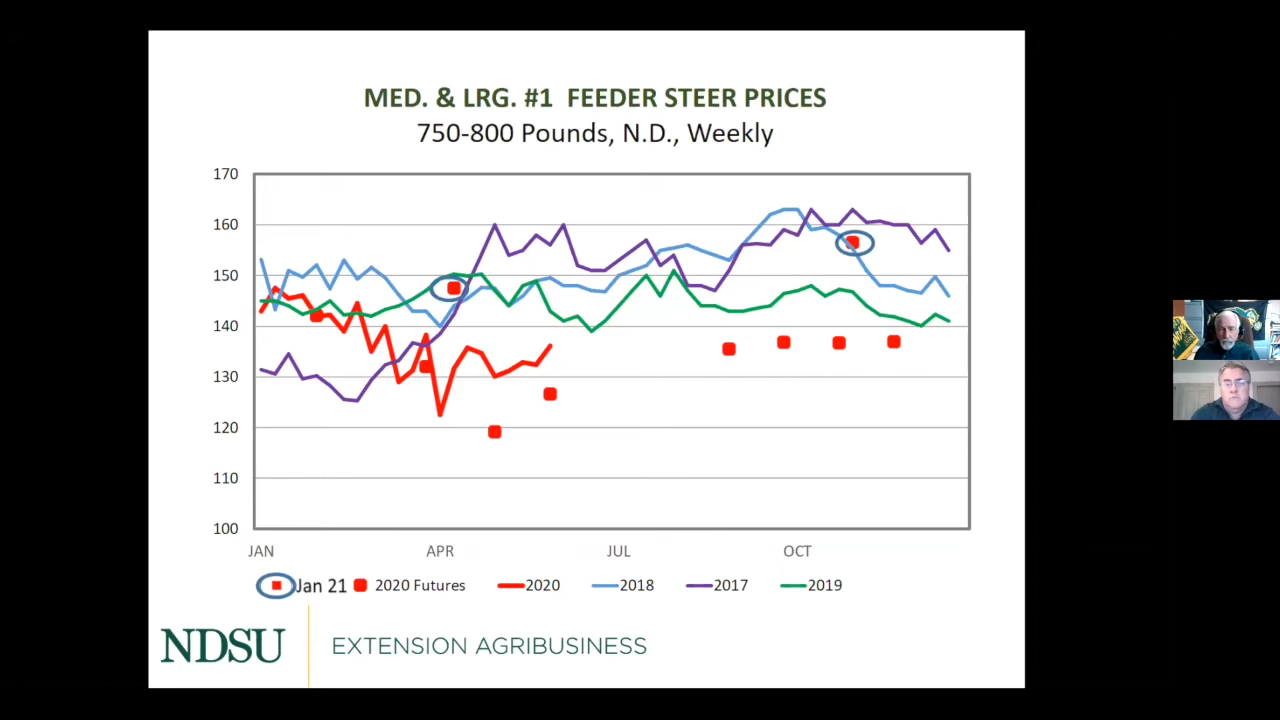 MED. & LRG. #1 FEEDER STEER PRICES
750-800 Pounds, N.D., Weekly
170
160
150
140
130
120
110
100
JAN APR JUL OCT
Jan 21 2020 Futures 2020 2018 2017 2019
NDSU EXTENSION AGRIBUSINESS